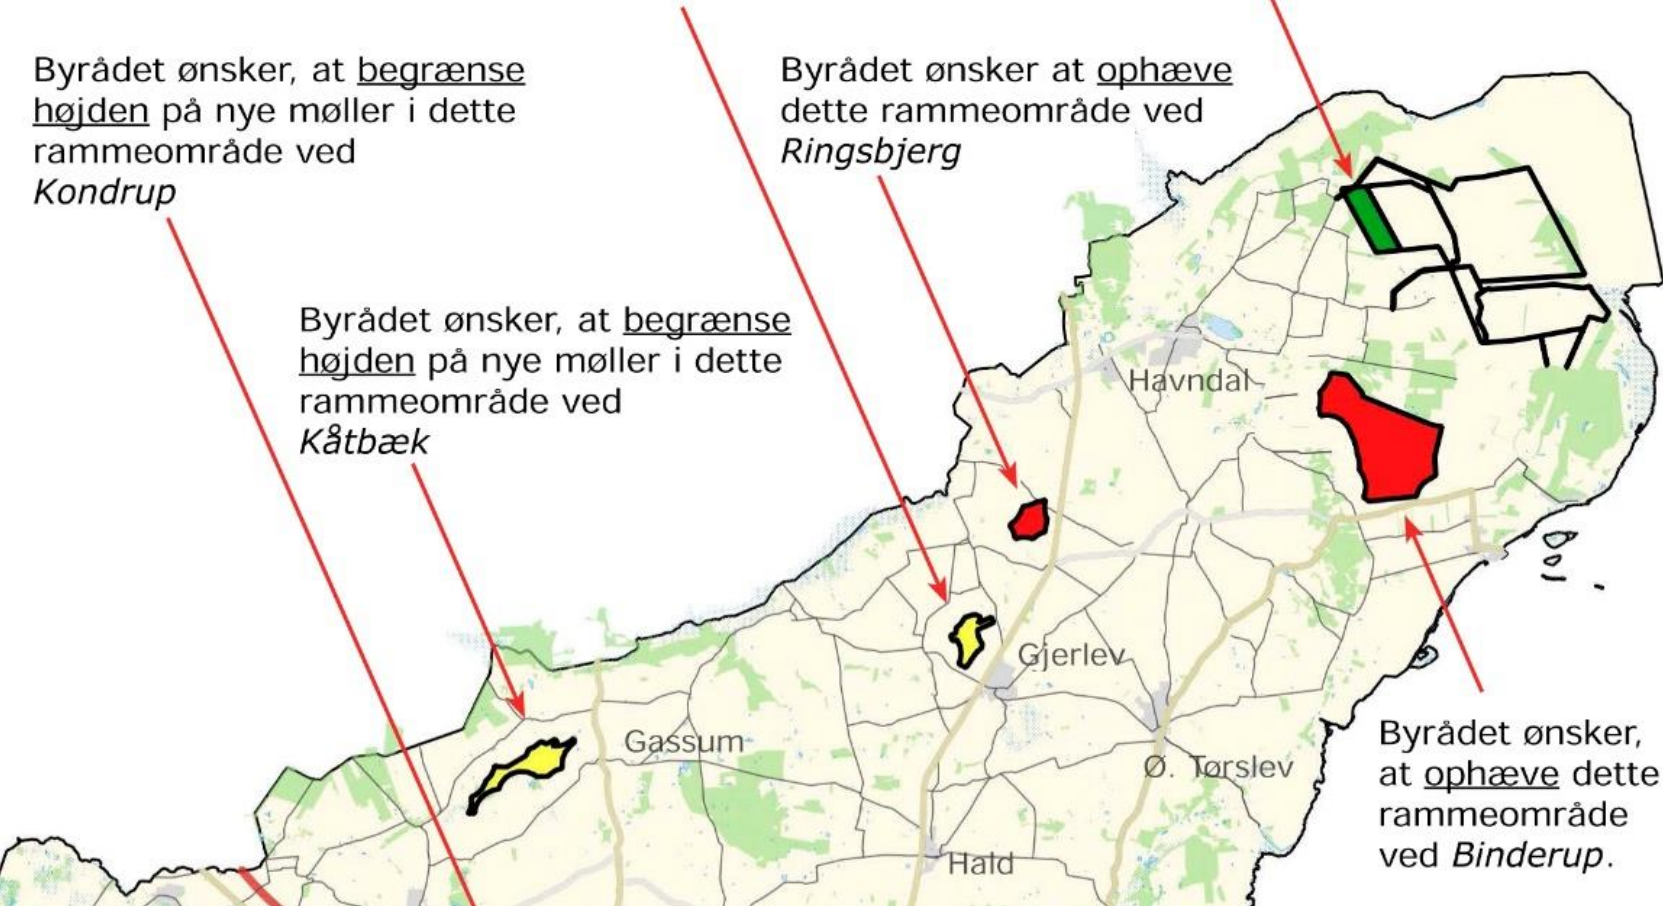 Byrådet ønsker, at begrænse
højden på nye møller i dette
rammeområde ved
Kondrup
Byrådet ønsker at ophæve
dette rammeområde ved
Ringsbjerg
Byrådet ønsker, at begrænse
højden på nye møller i dette
rammeområde ved
Kåtbæk
Havndal
Gjerlev
Gassum
Ø. Tørslev
Hald
Byrådet ønsker,
at ophæve dette
rammeområde
ved Binderup.